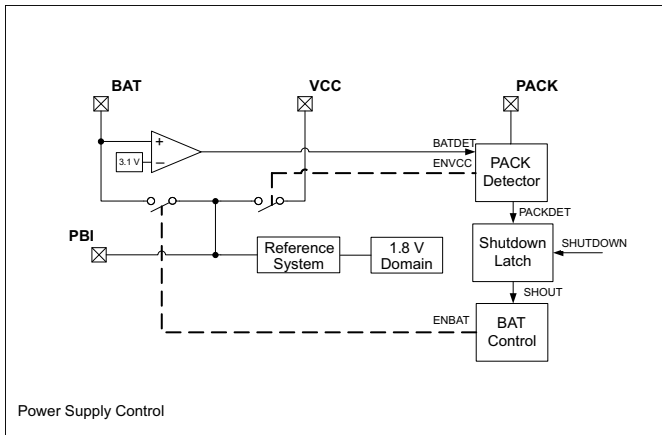 BAT
VCC
PACK
+
3.1 V
−
BATDET
ENVCC
PACK
Detector
PACKDET
PBI
Reference
System
1.8 V
Domain
Shutdown
Latch
SHUTDOWN
SHOUT
ENBAT
BAT
Control
Power Supply Control